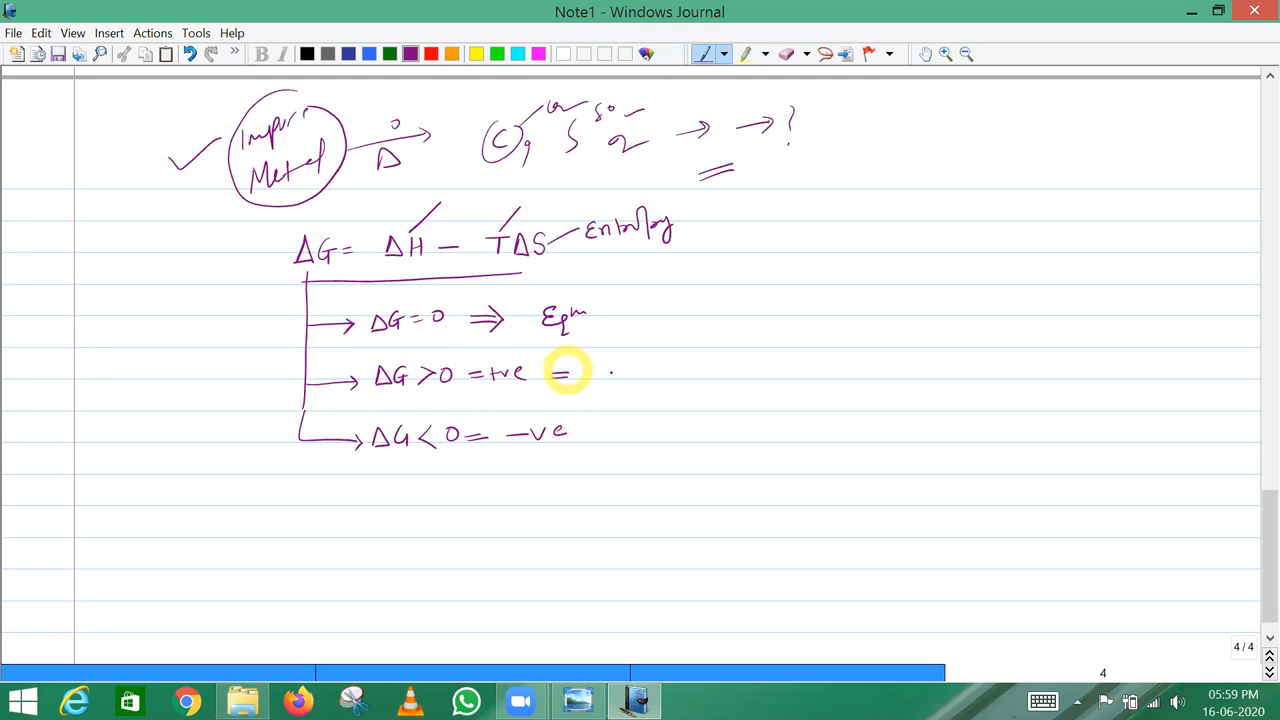 Note1 - Windows Journal
File Edit View Insert Actions Tools Help
B I
Metal Δ
ΔG = ΔH - TΔS Entropy
ΔG = 0 ⇒ Eqm
ΔG > 0 = +ve =
ΔG < 0 = -ve
4/4
4
05:59 PM
16-06-2020